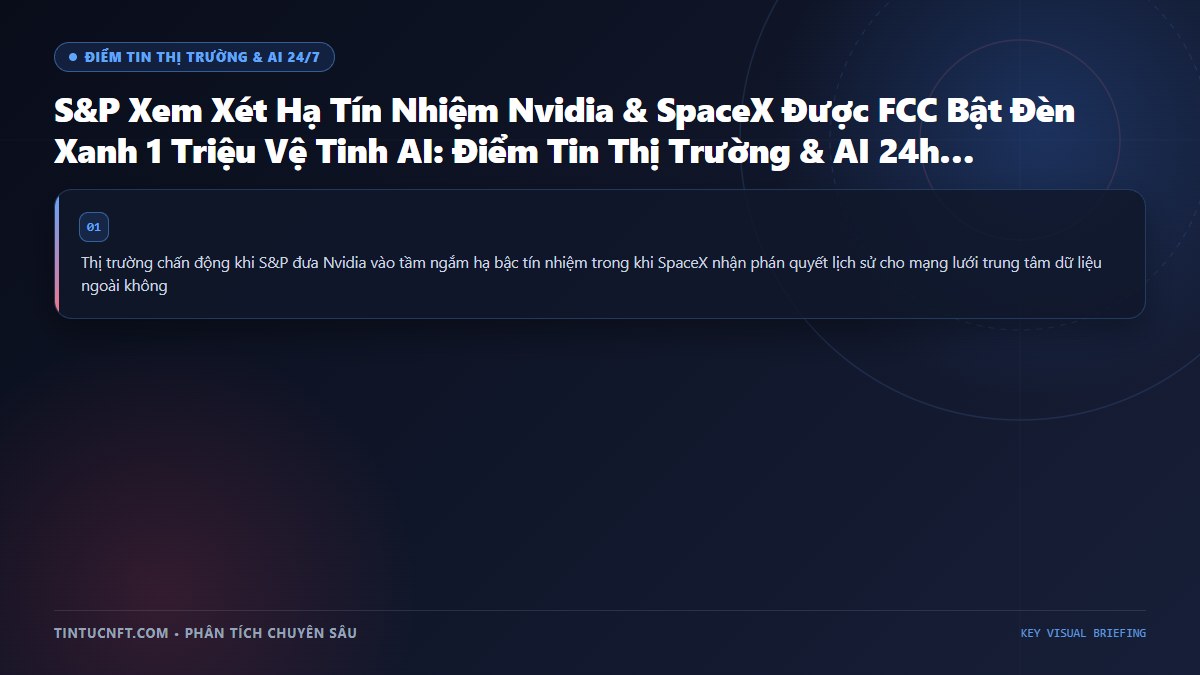 ĐIỂM TIN THỊ TRƯỜNG & AI 24/7
S&P Xem Xét Hạ Tín Nhiệm Nvidia & SpaceX Được FCC Bật Đèn
Xanh 1 Triệu Vệ Tinh AI: Điểm Tin Thị Trường & AI 24h...
01
Thị trường chấn động khi S&P đưa Nvidia vào tầm ngắm hạ bậc tín nhiệm trong khi SpaceX nhận phán quyết lịch sử cho mạng lưới trung tâm dữ liệu
ngoài không
TINTUCNFT.COM • PHÂN TÍCH CHUYÊN SÂU
KEY VISUAL BRIEFING